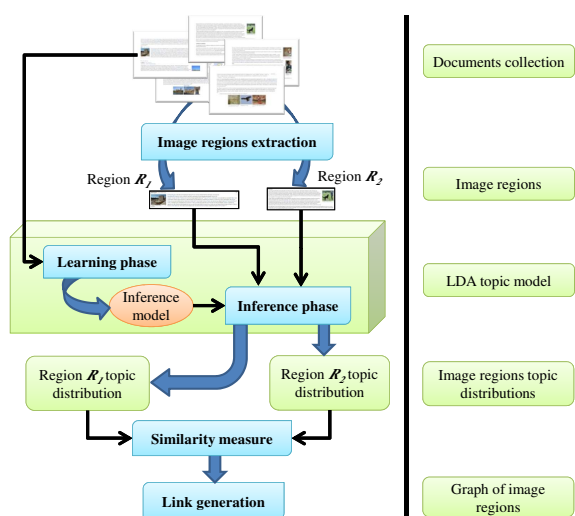 Documents collection
Image regions extraction
Region R1
Region R2
Image regions
Learning phase
Inference
model
Inference phase
LDA topic model
Region R1 topic
distribution
Region R2 topic
distribution
Image regions topic
distributions
Similarity measure
Link generation
Graph of image
regions